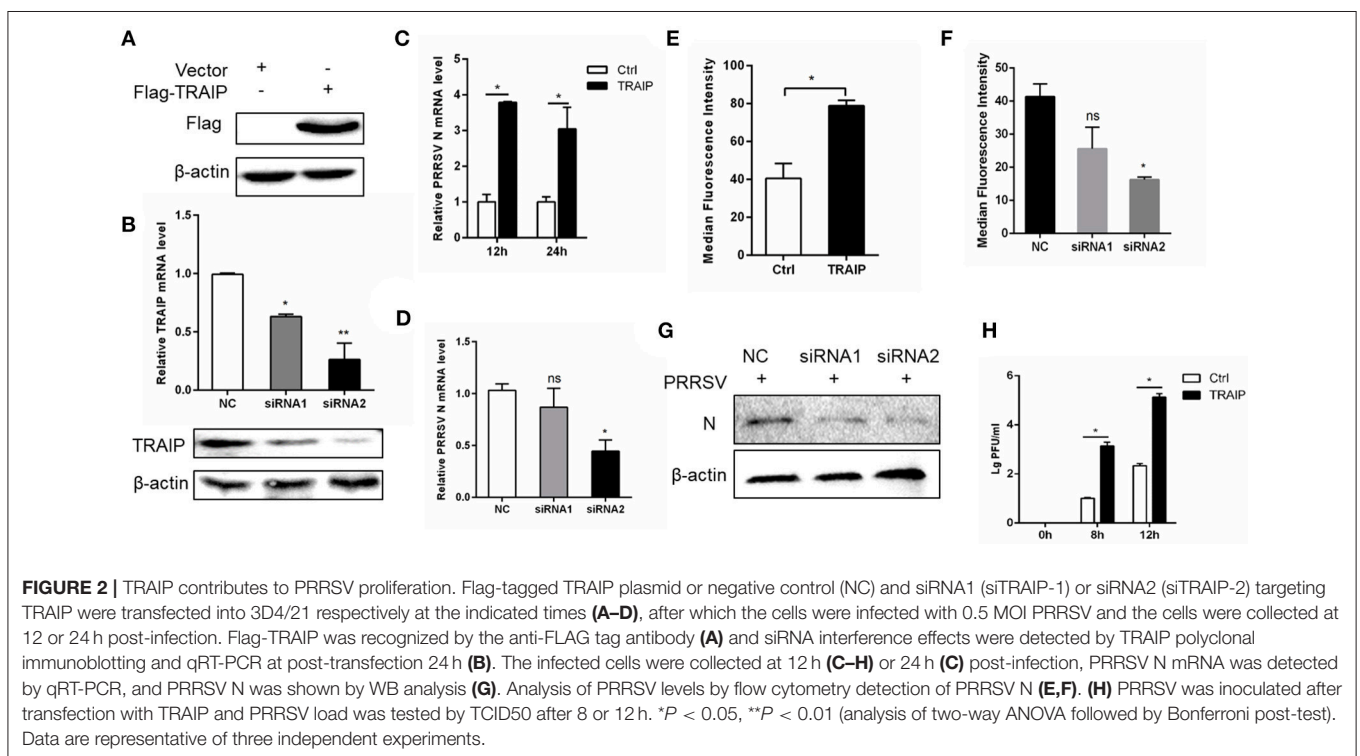 A
Vector + -
Flag-TRAIP - +
Flag
β-actin
B
Relative TRAIP mRNA level
1.5
1.0
0.5
0.0
*
**
NC siRNA1 siRNA2
TRAIP
β-actin
C
Relative PRRSV N mRNA level
5
4
3
2
1
0
* *
12h 24h
Ctrl
TRAIP
D
Relative PRRSV N mRNA level
1.5
1.0
0.5
0.0
ns
*
NC siRNA1 siRNA2
E
Median Fluorescence Intensity
100
80
60
40
20
0
*
Ctrl TRAIP
F
Median Fluorescence Intensity
50
40
30
20
10
0
ns
*
NC siRNA1 siRNA2
G
NC siRNA1 siRNA2
PRRSV + + +
N
β-actin
H
Lg PFU/ml
6
4
2
0
* *
0h 8h 12h
Ctrl
TRAIP
FIGURE 2 | TRAIP contributes to PRRSV proliferation. Flag-tagged TRAIP plasmid or negative control (NC) and siRNA1 (siTRAIP-1) or siRNA2 (siTRAIP-2) targeting
TRAIP were transfected into 3D4/21 respectively at the indicated times (A–D), after which the cells were infected with 0.5 MOI PRRSV and the cells were collected at
12 or 24 h post-infection. Flag-TRAIP was recognized by the anti-FLAG tag antibody (A) and siRNA interference effects were detected by TRAIP polyclonal
immunoblotting and qRT-PCR at post-transfection 24 h (B). The infected cells were collected at 12 h (C–H) or 24 h (C) post-infection, PRRSV N mRNA was detected
by qRT-PCR, and PRRSV N was shown by WB analysis (G). Analysis of PRRSV levels by flow cytometry detection of PRRSV N (E,F). (H) PRRSV was inoculated after
transfection with TRAIP and PRRSV load was tested by TCID50 after 8 or 12 h. *P < 0.05, **P < 0.01 (analysis of two-way ANOVA followed by Bonferroni post-test).
Data are representative of three independent experiments.